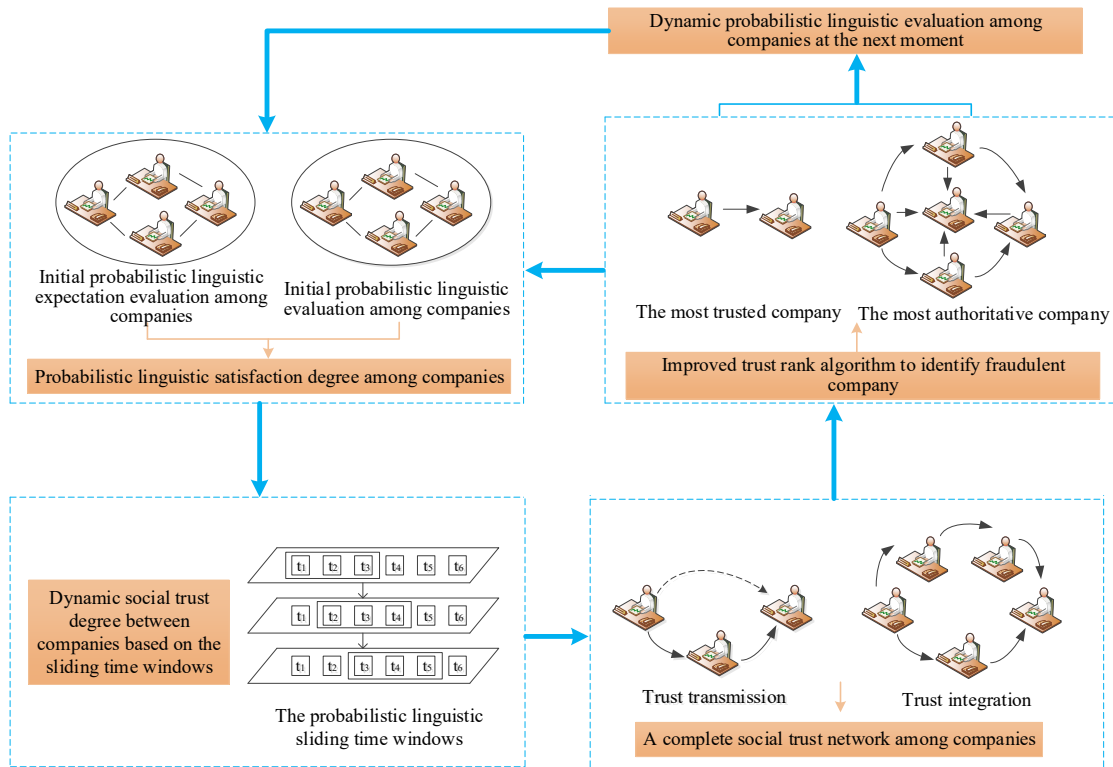 Dynamic probabilistic linguistic evaluation among
companies at the next moment
Initial probabilistic linguistic
expectation evaluation among
companies
Initial probabilistic linguistic
evaluation among companies
Probabilistic linguistic satisfaction degree among companies
The most trusted company
The most authoritative company
Improved trust rank algorithm to identify fraudulent
company
Dynamic social trust
degree between
companies based on the
sliding time windows
t1 t2 t3 t4 t5 t6
t1 t2 t3 t4 t5 t6
t1 t2 t3 t4 t5 t6
The probabilistic linguistic
sliding time windows
Trust transmission
Trust integration
A complete social trust network among companies